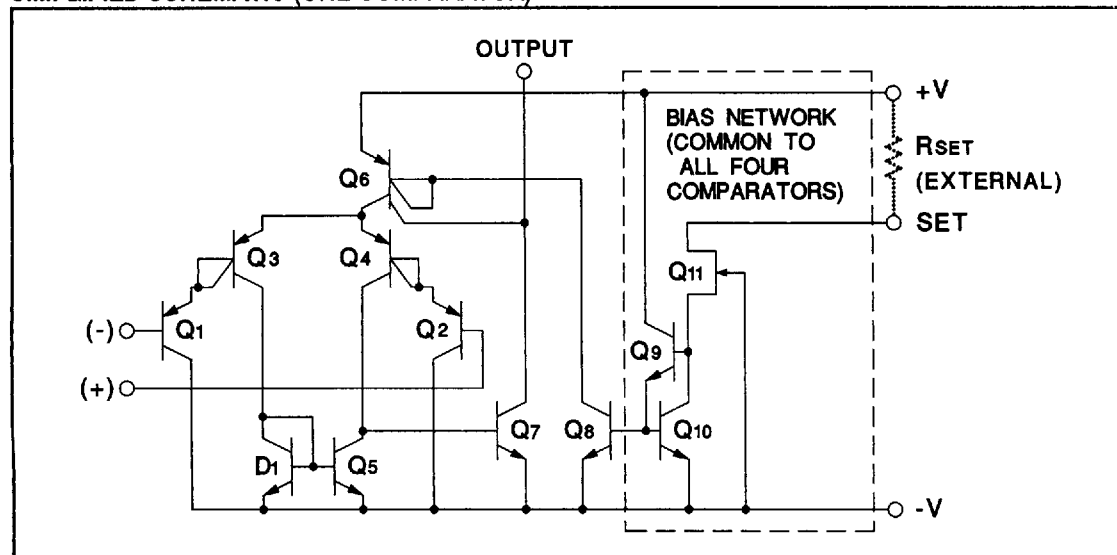 OUTPUT
+V
BIAS NETWORK
(COMMON TO
ALL FOUR
COMPARATORS)
RSET
(EXTERNAL)
SET
Q6
Q3
Q4
Q11
(-)
Q1
Q2
Q9
(+)
D1
Q5
Q7
Q8
Q10
-V